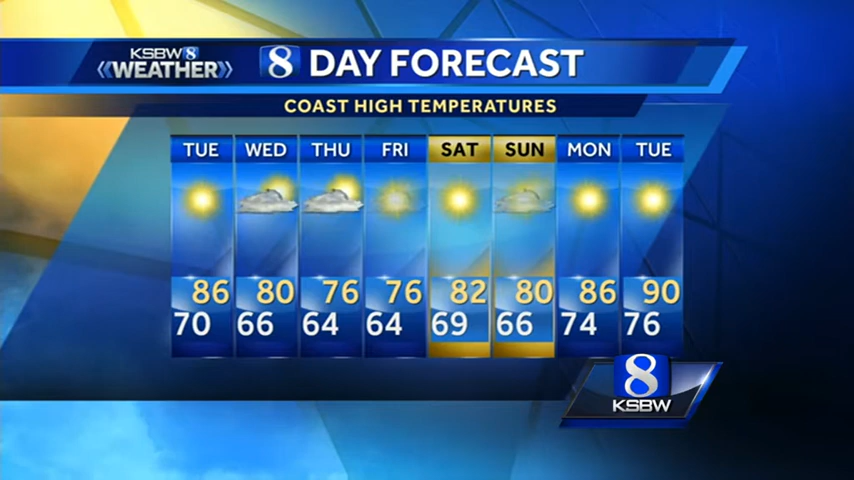 KSBW 8
WEATHER
8 DAY FORECAST
COAST HIGH TEMPERATURES
TUE WED THU FRI SAT SUN MON TUE
86 80 76 76 82 80 86 90
70 66 64 64 69 66 74 76
8
KSBW